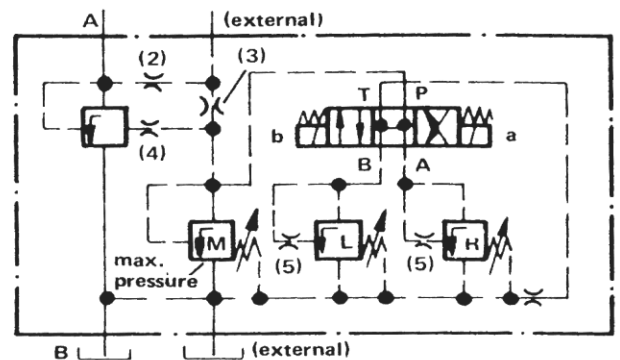 A (external)
(2) (3)
T P
b a
(4)
B A
M L R
max.
pressure
(5) (5)
B (external)